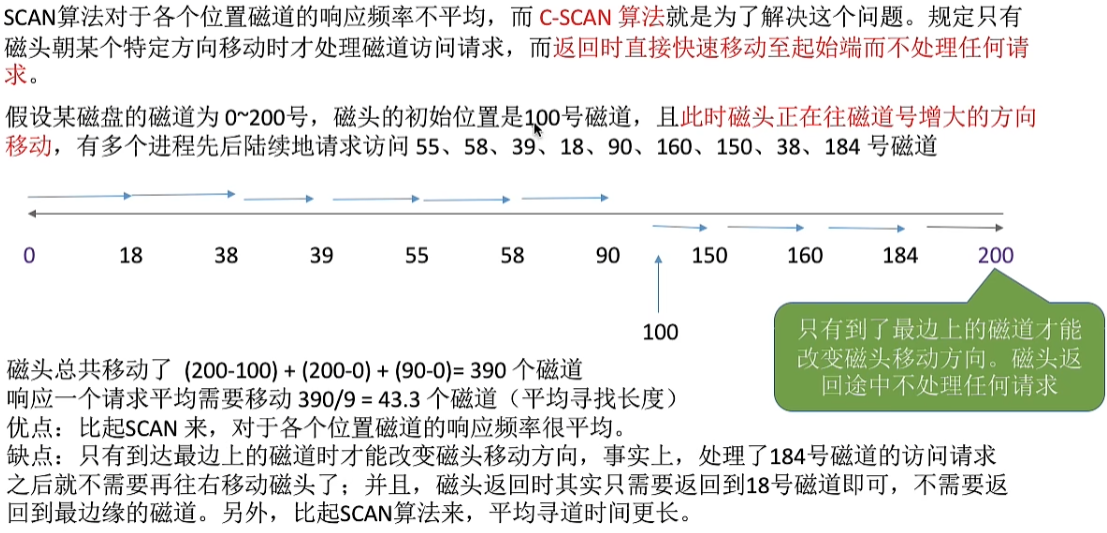 SCAN算法对于各个位置磁道的响应频率不平均，而 C-SCAN 算法就是为了解决这个问题。规定只有
磁头朝某个特定方向移动时才处理磁道访问请求，而返回时直接快速移动至起始端而不处理任何请
求。
假设某磁盘的磁道为 0~200号，磁头的初始位置是100号磁道，且此时磁头正在往磁道号增大的方向
移动，有多个进程先后陆续地请求访问 55、58、39、18、90、160、150、38、184 号磁道
0 18 38 39 55 58 90 150 160 184 200
100
只有到了最边上的磁道才能
改变磁头移动方向。磁头返
回途中不处理任何请求
磁头总共移动了 (200-100) + (200-0) + (90-0)= 390 个磁道
响应一个请求平均需要移动 390/9 = 43.3 个磁道（平均寻找长度）
优点：比起SCAN 来，对于各个位置磁道的响应频率很平均。
缺点：只有到达最边上的磁道时才能改变磁头移动方向，事实上，处理了184号磁道的访问请求
之后就不需要再往右移动磁头了；并且，磁头返回时其实只需要返回到18号磁道即可，不需要返
回到最边缘的磁道。另外，比起SCAN算法来，平均寻道时间更长。